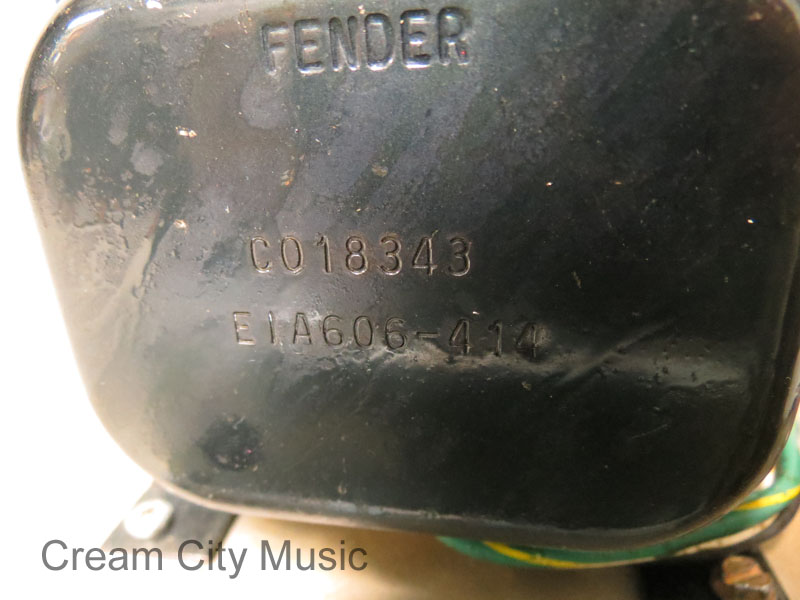 FENDER
C018343
EIA606-414
Cream City Music